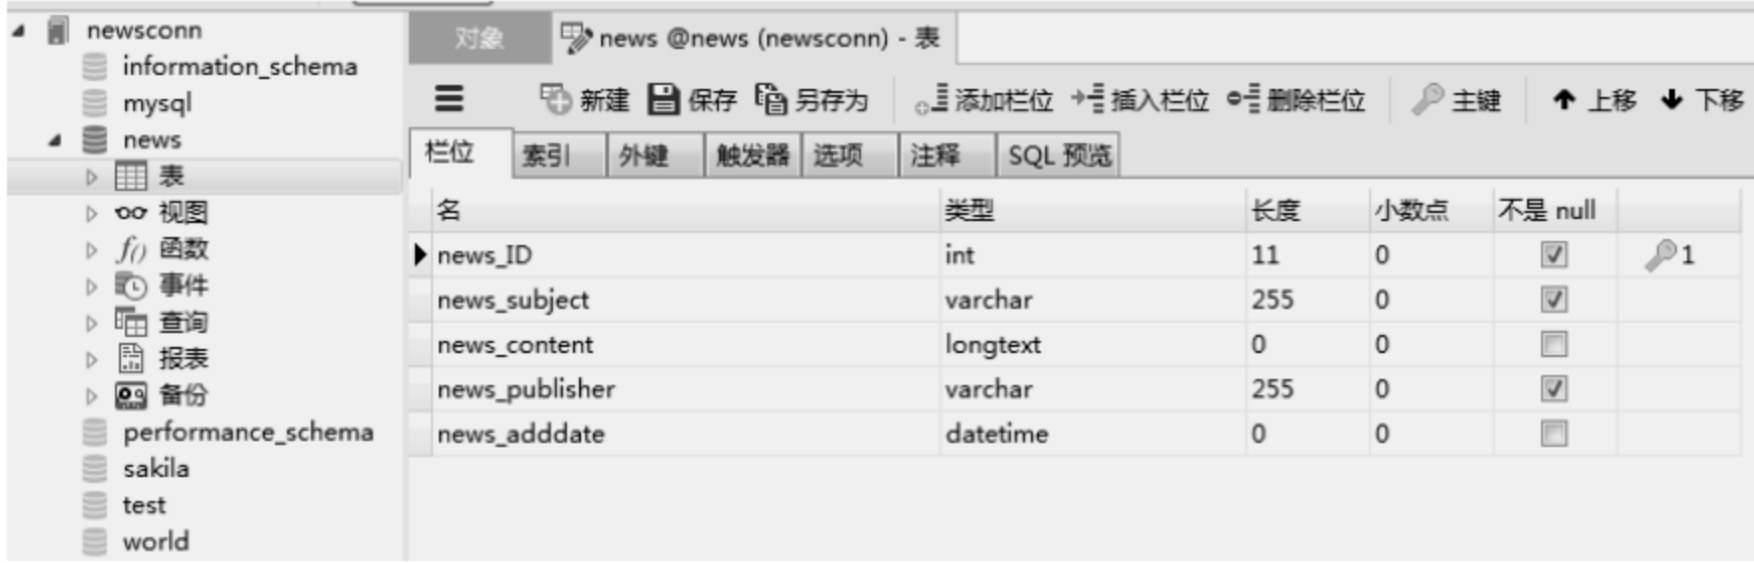 newsconn
information_schema
mysql
news
表
视图
f() 函数
事件
查询
报表
备份
performance_schema
sakila
test
world
对象 news @news (newsconn) - 表
新建 保存 另存为 添加栏位 插入栏位 删除栏位 主键 上移 下移
栏位 索引 外键 触发器 选项 注释 SQL 预览
名 类型 长度 小数点 不是 null
news_ID int 11 0 1
news_subject varchar 255 0
news_content longtext 0 0
news_publisher varchar 255 0
news_adddate datetime 0 0